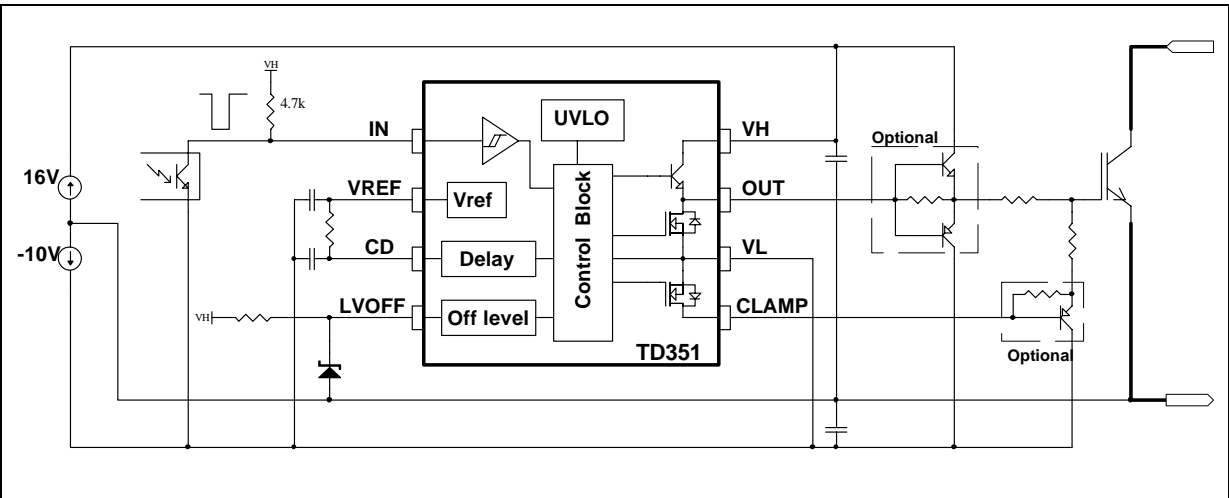 VH
4.7k
16V
-10V
IN
VREF
CD
LVOFF
VH
UVLO
Vref
Delay
Off level
Control Block
TD351
VH
OUT
VL
CLAMP
Optional
Optional